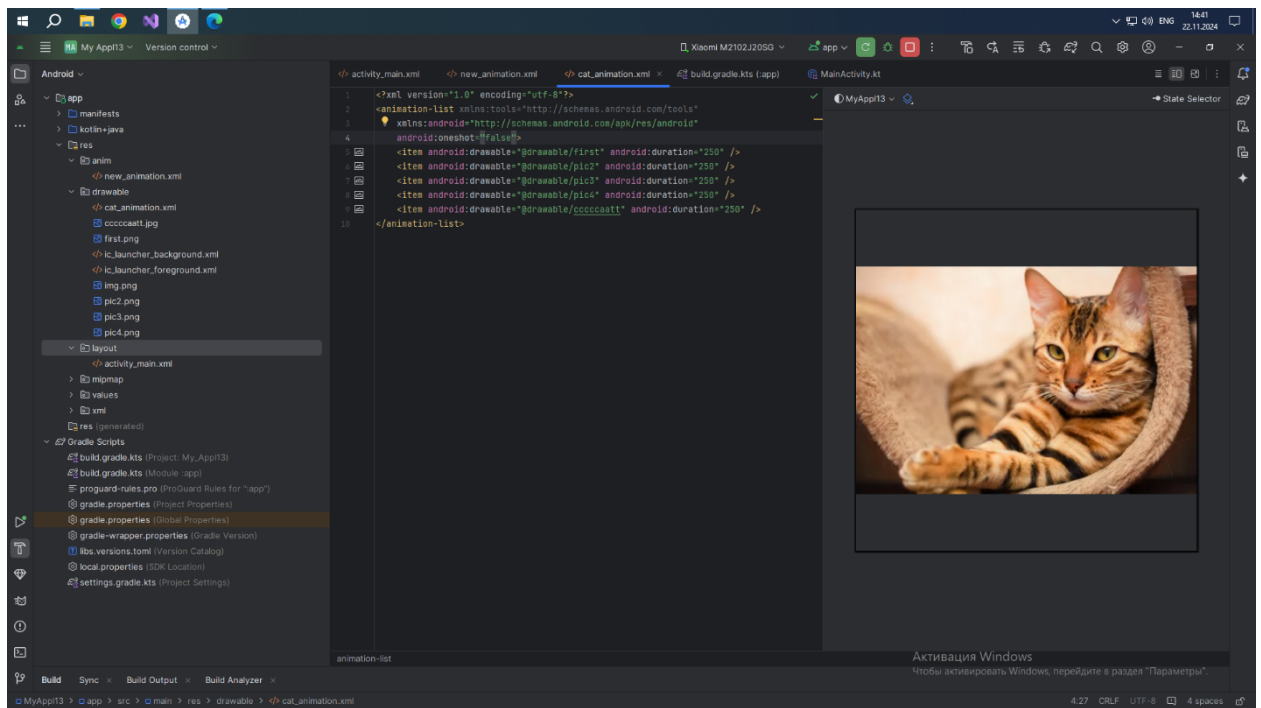 14:41
ENG
22.11.2024
MA My Appl13 Version control Xiaomi M2102J20SG app
Android
activity_main.xml new_animation.xml cat_animation.xml build.gradle.kts (:app) MainActivity.kt
app
manifests
kotlin+java
res
anim
new_animation.xml
drawable
cat_animation.xml
cccccaatt.jpg
first.png
ic_launcher_background.xml
ic_launcher_foreground.xml
img.png
pic2.png
pic3.png
pic4.png
layout
activity_main.xml
mipmap
values
xml
res (generated)
Gradle Scripts
build.gradle.kts (Project: My_Appl13)
build.gradle.kts (Module :app)
proguard-rules.pro (ProGuard Rules for ":app")
gradle.properties (Project Properties)
gradle.properties (Global Properties)
gradle-wrapper.properties (Gradle Version)
libs.versions.toml (Version Catalog)
local.properties (SDK Location)
settings.gradle.kts (Project Settings)
1 <?xml version="1.0" encoding="utf-8"?>
2 <animation-list xmlns:tools="http://schemas.android.com/tools"
3 xmlns:android="http://schemas.android.com/apk/res/android"
4 android:oneshot="false">
5 <item android:drawable="@drawable/first" android:duration="250" />
6 <item android:drawable="@drawable/pic2" android:duration="250" />
7 <item android:drawable="@drawable/pic3" android:duration="250" />
8 <item android:drawable="@drawable/pic4" android:duration="250" />
9 <item android:drawable="@drawable/cccccaatt" android:duration="250" />
10 </animation-list>
MyAppl13 State Selector
animation-list
Активация Windows
Чтобы активировать Windows, перейдите в раздел "Параметры".
Build Sync Build Output Build Analyzer
MyAppl13 > app > src > main > res > drawable > cat_animation.xml 4:27 CRLF UTF-8 4 spaces